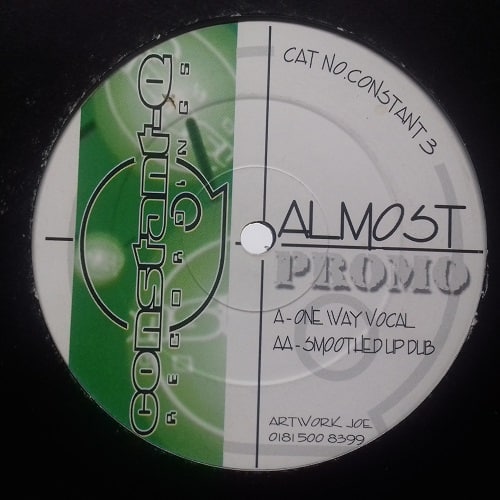 constant-Q
RECORDINGS
CAT NO.CONSTANT 3
ALMOST
PROMO
A - ONE WAY VOCAL
AA - SMOOTHED UP DUB
ARTWORK JOE
0181 500 8399